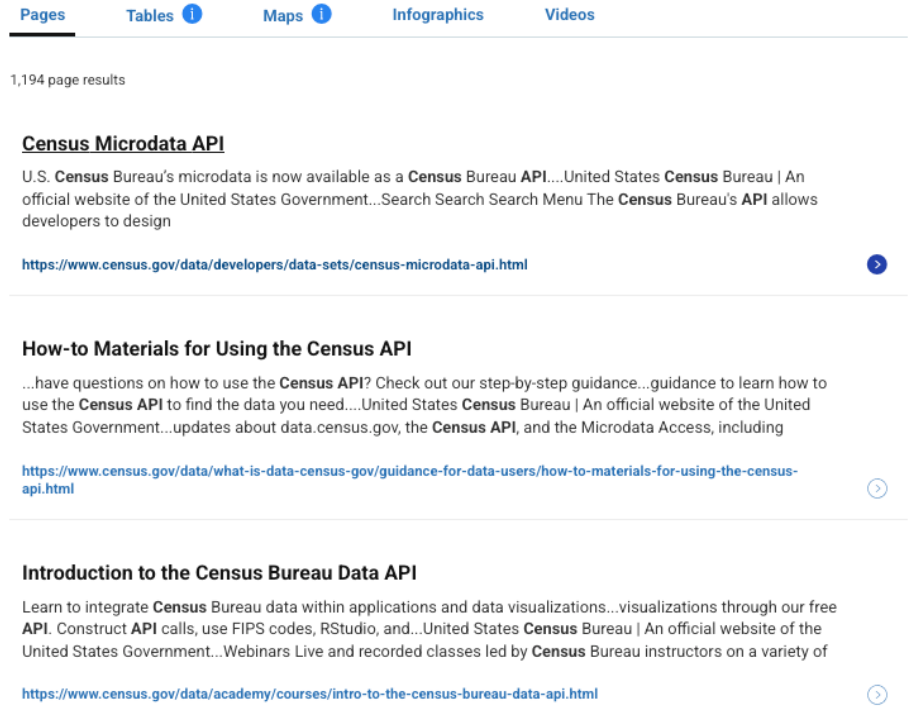 Pages Tables i Maps i Infographics Videos
1,194 page results
Census Microdata API
U.S. Census Bureau's microdata is now available as a Census Bureau API....United States Census Bureau | An
official website of the United States Government...Search Search Search Menu The Census Bureau's API allows
developers to design
https://www.census.gov/data/developers/data-sets/census-microdata-api.html
How-to Materials for Using the Census API
...have questions on how to use the Census API? Check out our step-by-step guidance...guidance to learn how to
use the Census API to find the data you need....United States Census Bureau | An official website of the United
States Government...updates about data.census.gov, the Census API, and the Microdata Access, including
https://www.census.gov/data/what-is-data-census-gov/guidance-for-data-users/how-to-materials-for-using-the-census-
api.html
Introduction to the Census Bureau Data API
Learn to integrate Census Bureau data within applications and data visualizations...visualizations through our free
API. Construct API calls, use FIPS codes, RStudio, and...United States Census Bureau | An official website of the
United States Government...Webinars Live and recorded classes led by Census Bureau instructors on a variety of
https://www.census.gov/data/academy/courses/intro-to-the-census-bureau-data-api.html